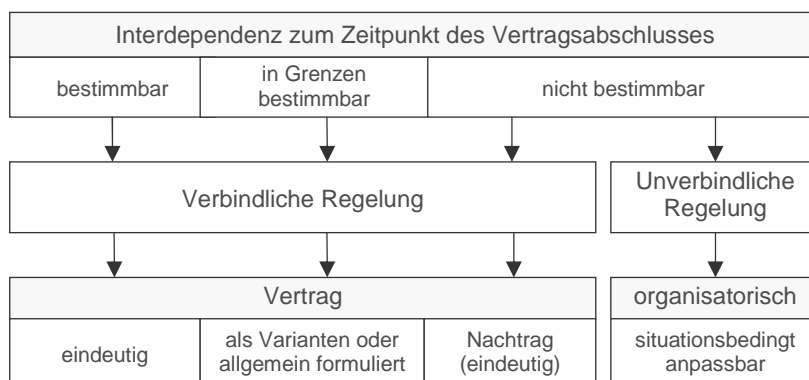 Interdependenz zum Zeitpunkt des Vertragsabschlusses
bestimmbar
in Grenzen
bestimmbar
nicht bestimmbar
Verbindliche Regelung
Unverbindliche
Regelung
Vertrag
organisatorisch
eindeutig
als Varianten oder
allgemein formuliert
Nachtrag
(eindeutig)
situationsbedingt
anpassbar